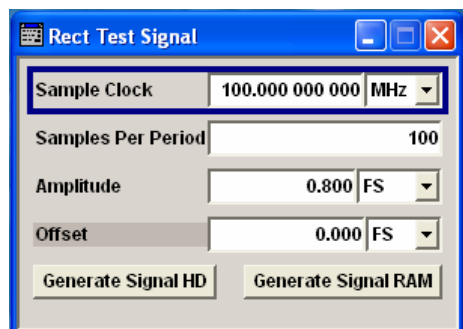 Rect Test Signal
Sample Clock 100.000 000 000 MHz
Samples Per Period 100
Amplitude 0.800 FS
Offset 0.000 FS
Generate Signal HD Generate Signal RAM